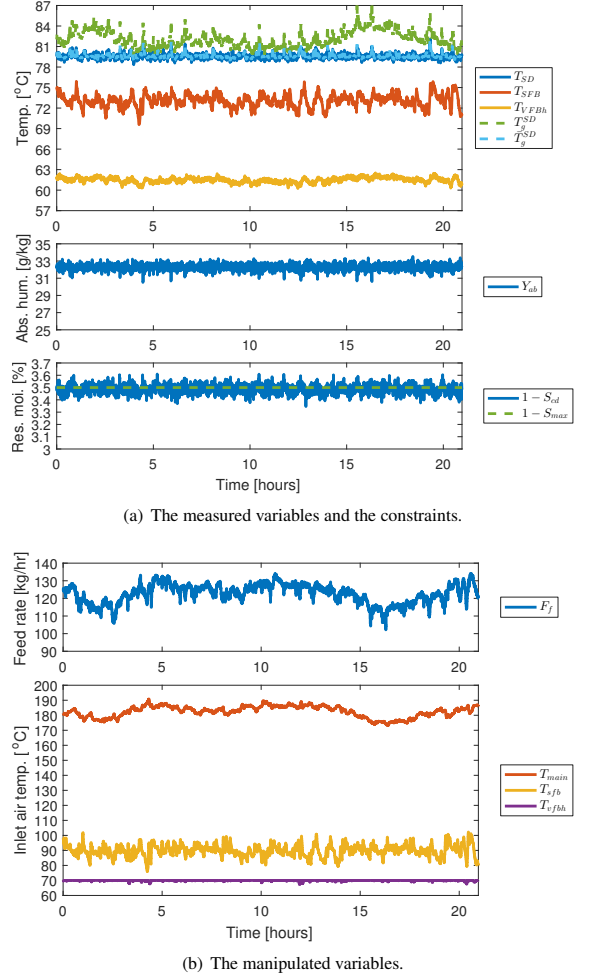 87
84
81
78
75
72
69
66
63
60
57
Temp. [°C]
0 5 10 15 20
T_SD
T_SFB
T_VFBh
T_g^SD
T̄_g^SD
35
33
31
29
27
25
Abs. hum. [g/kg]
0 5 10 15 20
Y_ab
3.7
3.6
3.5
3.4
3.3
3.2
3.1
3
Res. moi. [%]
0 5 10 15 20
Time [hours]
1 − S_cd
1 − S_max
(a) The measured variables and the constraints.
140
130
120
110
100
90
Feed rate [kg/hr]
0 5 10 15 20
F_f
200
190
180
170
160
150
140
130
120
110
100
90
80
70
60
Inlet air temp. [°C]
0 5 10 15 20
Time [hours]
T_main
T_sfb
T_vfbh
(b) The manipulated variables.